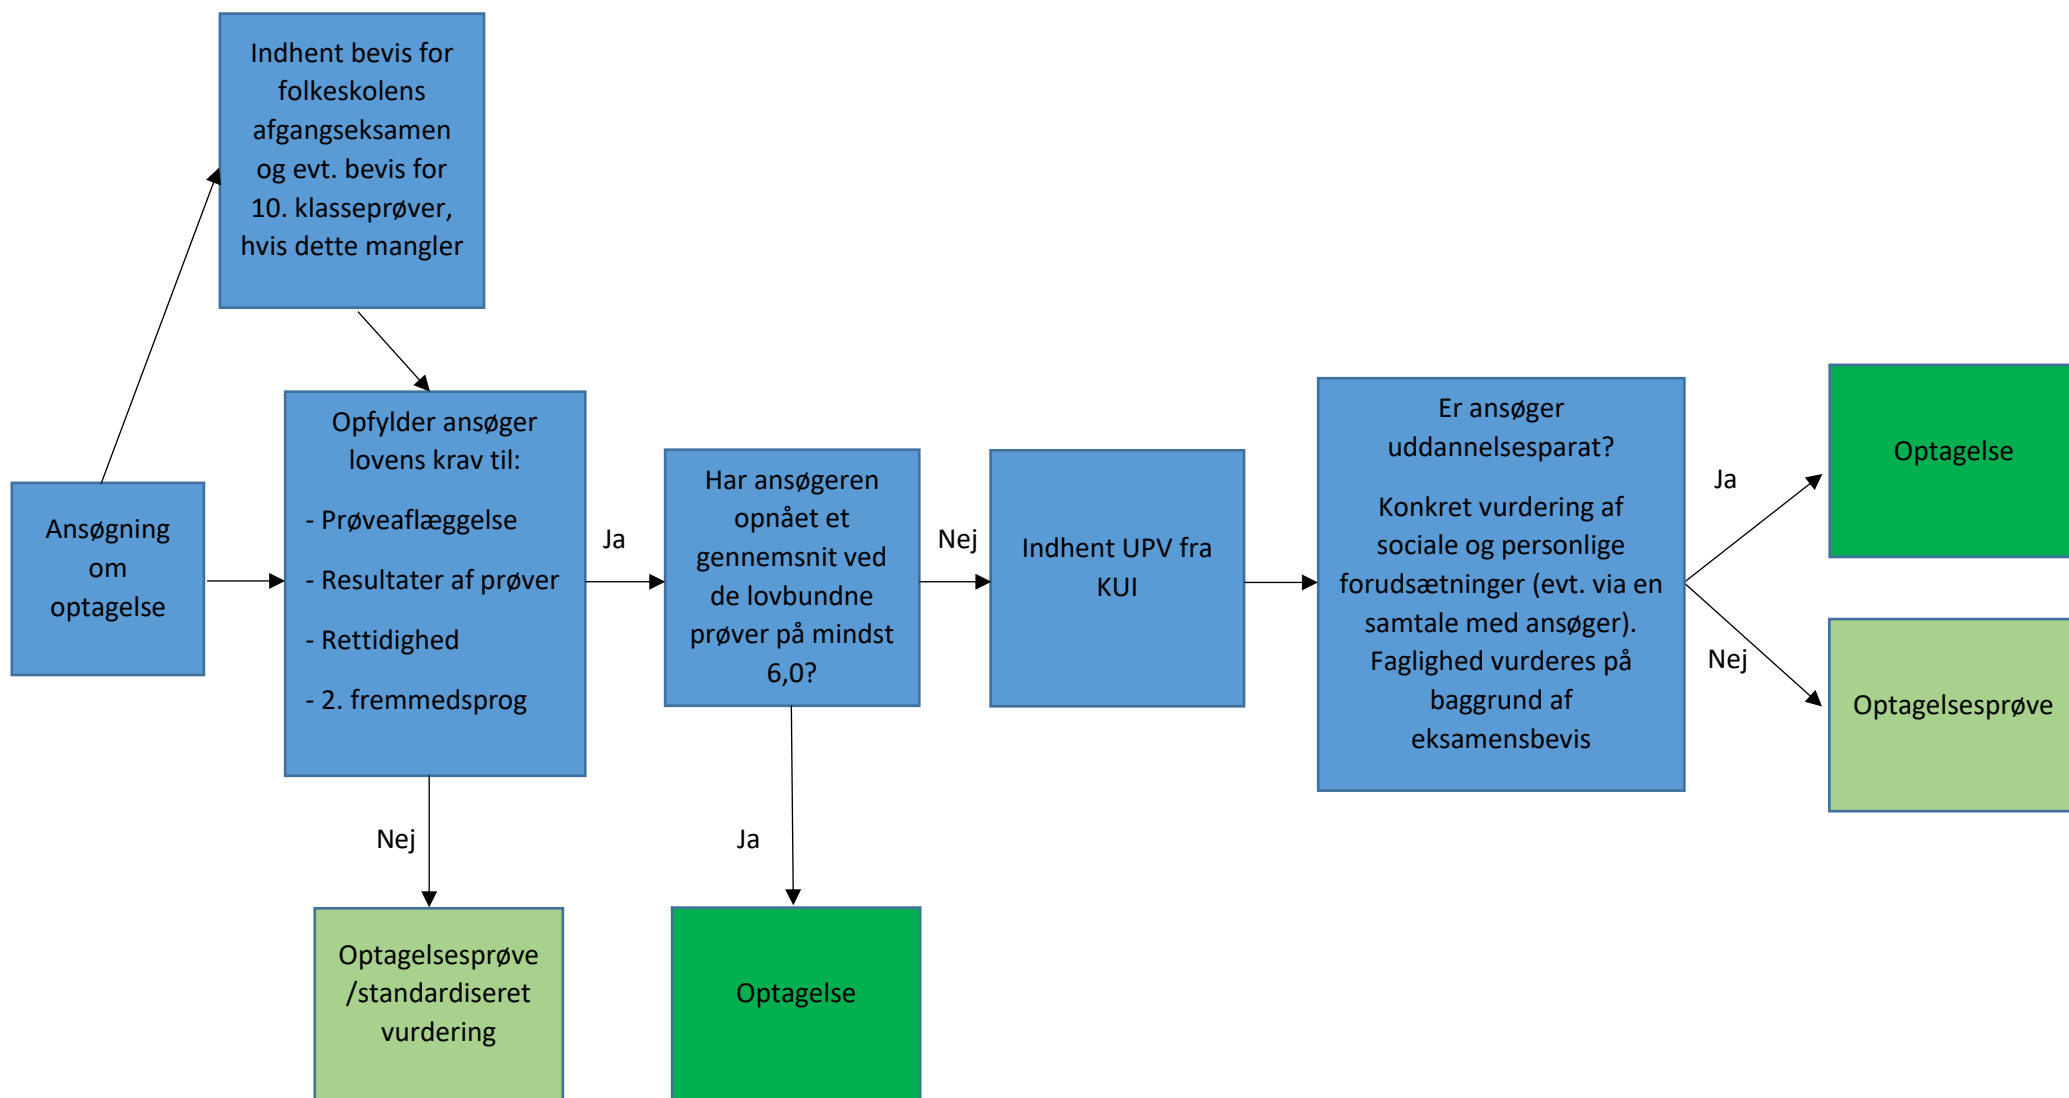 Indhent bevis for
folkeskolens
afgangseksamen
og evt. bevis for
10. klasseprøver,
hvis dette mangler
Ansøgning
om
optagelse
Opfylder ansøger
lovens krav til:
- Prøveaflæggelse
- Resultater af prøver
- Rettidighed
- 2. fremmedsprog
Ja
Nej
Optagelsesprøve
/standardiseret
vurdering
Har ansøgeren
opnået et
gennemsnit ved
de lovbundne
prøver på mindst
6,0?
Ja
Optagelse
Nej
Indhent UPV fra
KUI
Er ansøger
uddannelsesparat?
Konkret vurdering af
sociale og personlige
forudsætninger (evt. via en
samtale med ansøger).
Faglighed vurderes på
baggrund af
eksamensbevis
Ja
Optagelse
Nej
Optagelsesprøve